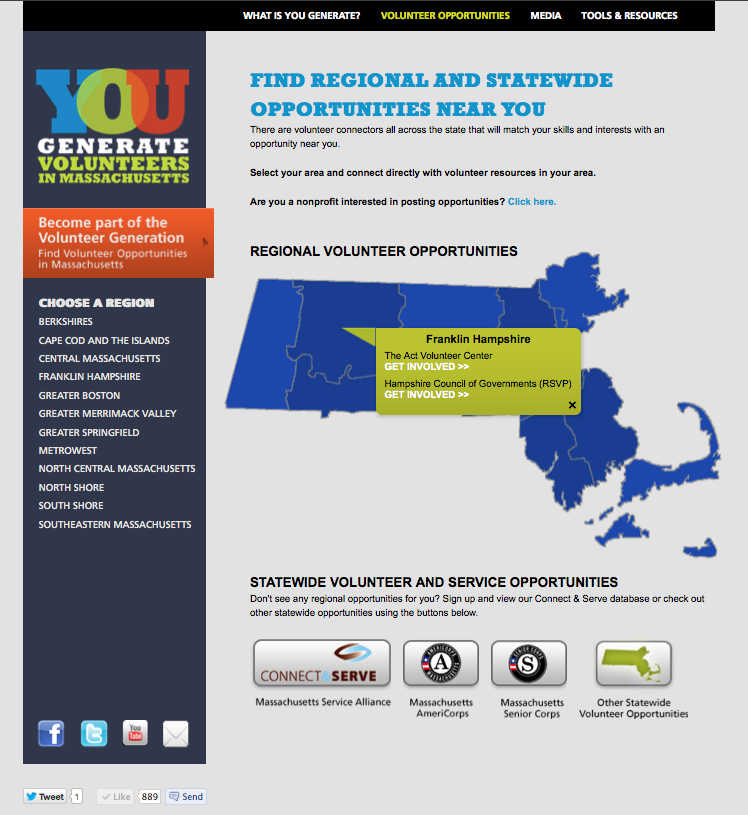 WHAT IS YOU GENERATE? VOLUNTEER OPPORTUNITIES MEDIA TOOLS & RESOURCES
YOU
GENERATE
VOLUNTEERS
IN MASSACHUSETTS
Become part of the
Volunteer Generation
Find Volunteer Opportunities
in Massachusetts
CHOOSE A REGION
BERKSHIRES
CAPE COD AND THE ISLANDS
CENTRAL MASSACHUSETTS
FRANKLIN HAMPSHIRE
GREATER BOSTON
GREATER MERRIMACK VALLEY
GREATER SPRINGFIELD
METROWEST
NORTH CENTRAL MASSACHUSETTS
NORTH SHORE
SOUTH SHORE
SOUTHEASTERN MASSACHUSETTS
FIND REGIONAL AND STATEWIDE
OPPORTUNITIES NEAR YOU
There are volunteer connectors all across the state that will match your skills and interests with an
opportunity near you.
Select your area and connect directly with volunteer resources in your area.
Are you a nonprofit interested in posting opportunities? Click here.
REGIONAL VOLUNTEER OPPORTUNITIES
Franklin Hampshire
The Act Volunteer Center
GET INVOLVED >>
Hampshire Council of Governments (RSVP)
GET INVOLVED >>
×
STATEWIDE VOLUNTEER AND SERVICE OPPORTUNITIES
Don't see any regional opportunities for you? Sign up and view our Connect & Serve database or check out
other statewide opportunities using the buttons below.
CONNECT&SERVE
Massachusetts Service Alliance
AMERICORPS
A
MASSACHUSETTS
Massachusetts
AmeriCorps
SENIOR CORPS
S
MASSACHUSETTS
Massachusetts
Senior Corps
Other Statewide
Volunteer Opportunities
f
t
You
Tube
Tweet 1 Like 889 Send